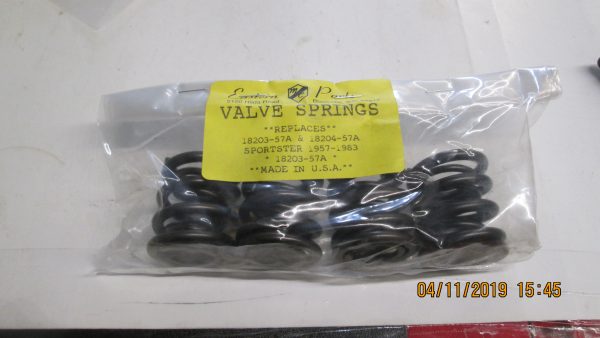 VALVE SPRINGS
**REPLACES**
18203-57A & 18204-57A
SPORTSTER 1957-1983
* 18203-57A *
**MADE IN U.S.A.**
04/11/2019 15:45